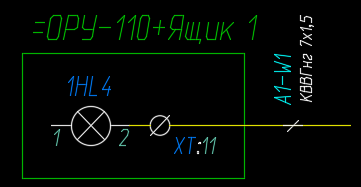 =ОРУ-110+Ящик 1
1HL4
1
2
XT:11
A1-W1
КВВГнг 7х1,5